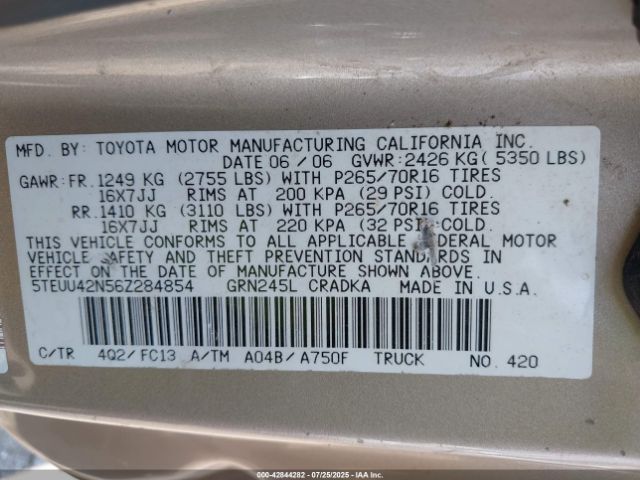 MFD. BY: TOYOTA MOTOR MANUFACTURING CALIFORNIA INC.
DATE 06/06 GVWR:2426 KG( 5350 LBS)
GAWR:FR.1249 KG (2755 LBS) WITH P265/70R16 TIRES
16X7JJ RIMS AT 200 KPA (29 PSI) COLD.
RR.1410 KG (3110 LBS) WITH P265/70R16 TIRES
16X7JJ RIMS AT 220 KPA (32 PSI) COLD.
THIS VEHICLE CONFORMS TO ALL APPLICABLE FEDERAL MOTOR
VEHICLE SAFETY AND THEFT PREVENTION STANDARDS IN
EFFECT ON THE DATE OF MANUFACTURE SHOWN ABOVE.
5TEUU42N56Z284854 GRN245L CRADKA MADE IN U.S.A.
C/TR 4Q2/FC13 A/TM A04B/A750F TRUCK NO. 420
000-42844282 - 07/25/2025 - IAAI.COM